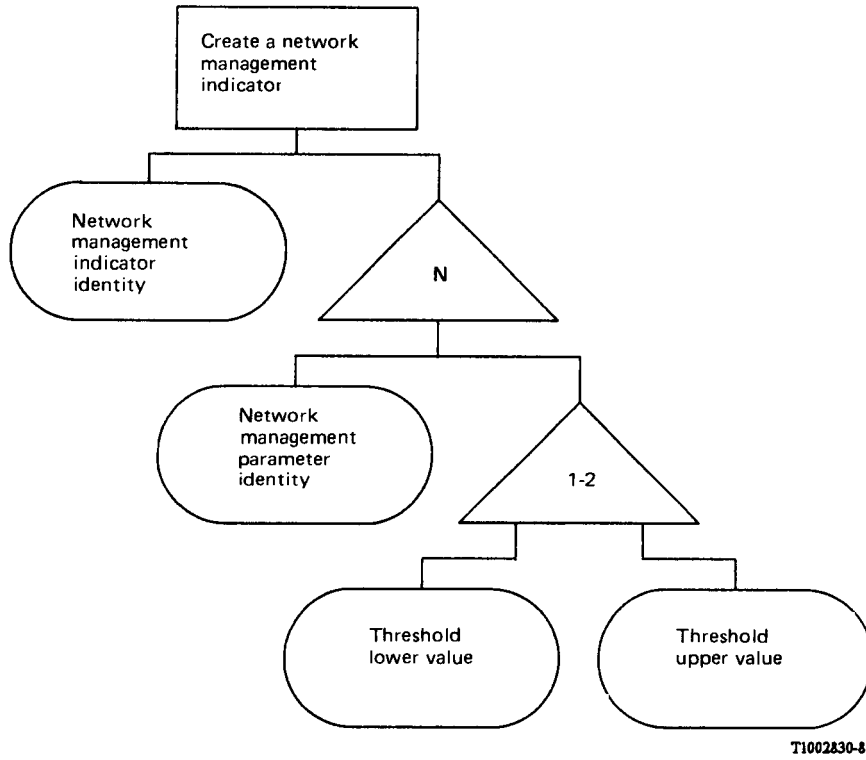 Create a network
management
indicator
Network
management
indicator
identity
N
Network
management
parameter
identity
1-2
Threshold
lower value
Threshold
upper value
T1002830-8